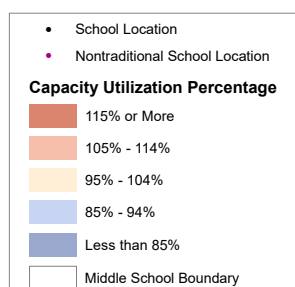 School Location
Nontraditional School Location
Capacity Utilization Percentage
115% or More
105% - 114%
95% - 104%
85% - 94%
Less than 85%
Middle School Boundary